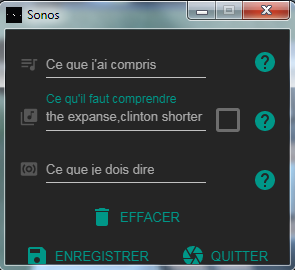 Sonos
Ce que j'ai compris
?
Ce qu'il faut comprendre
the expanse,clinton shorter
?
Ce que je dois dire
?
EFFACER
ENREGISTRER
QUITTER